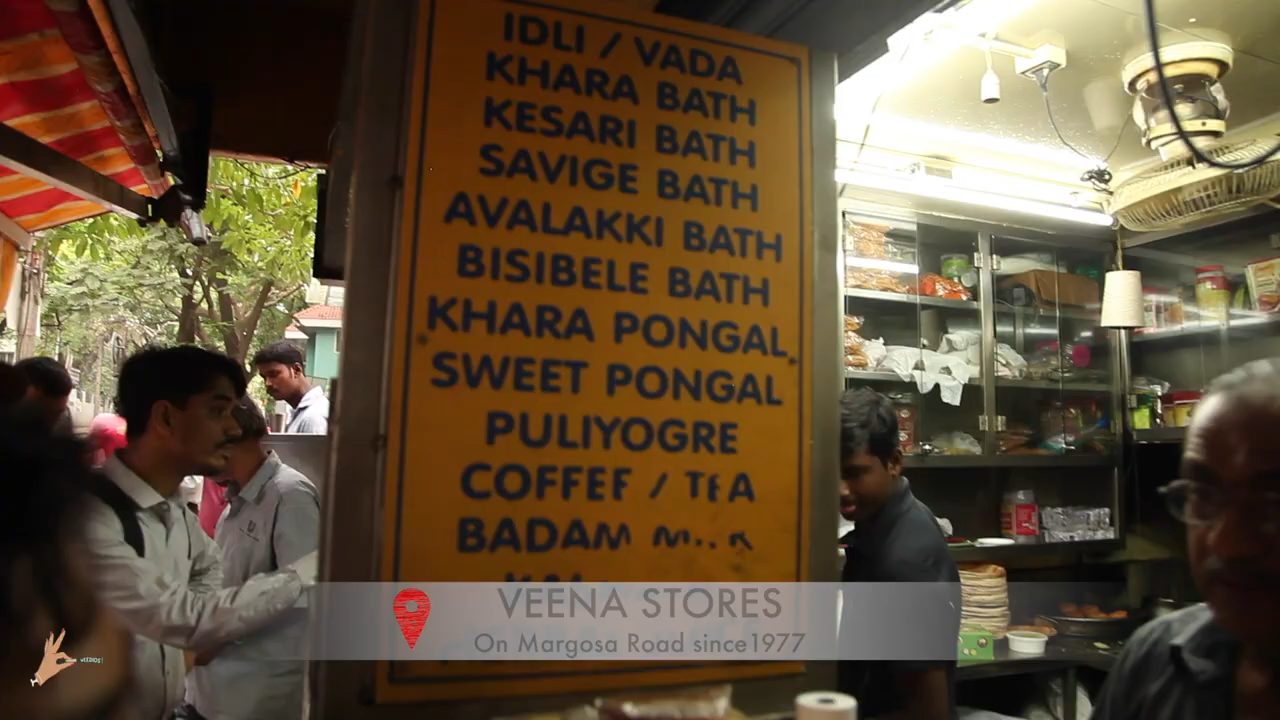 IDLI / VADA
KHARA BATH
KESARI BATH
SAVIGE BATH
AVALAKKI BATH
BISIBELE BATH
KHARA PONGAL
SWEET PONGAL
PULIYOGRE
COFFEE / TEA
BADAM
VEENA STORES
On Margosa Road since1977